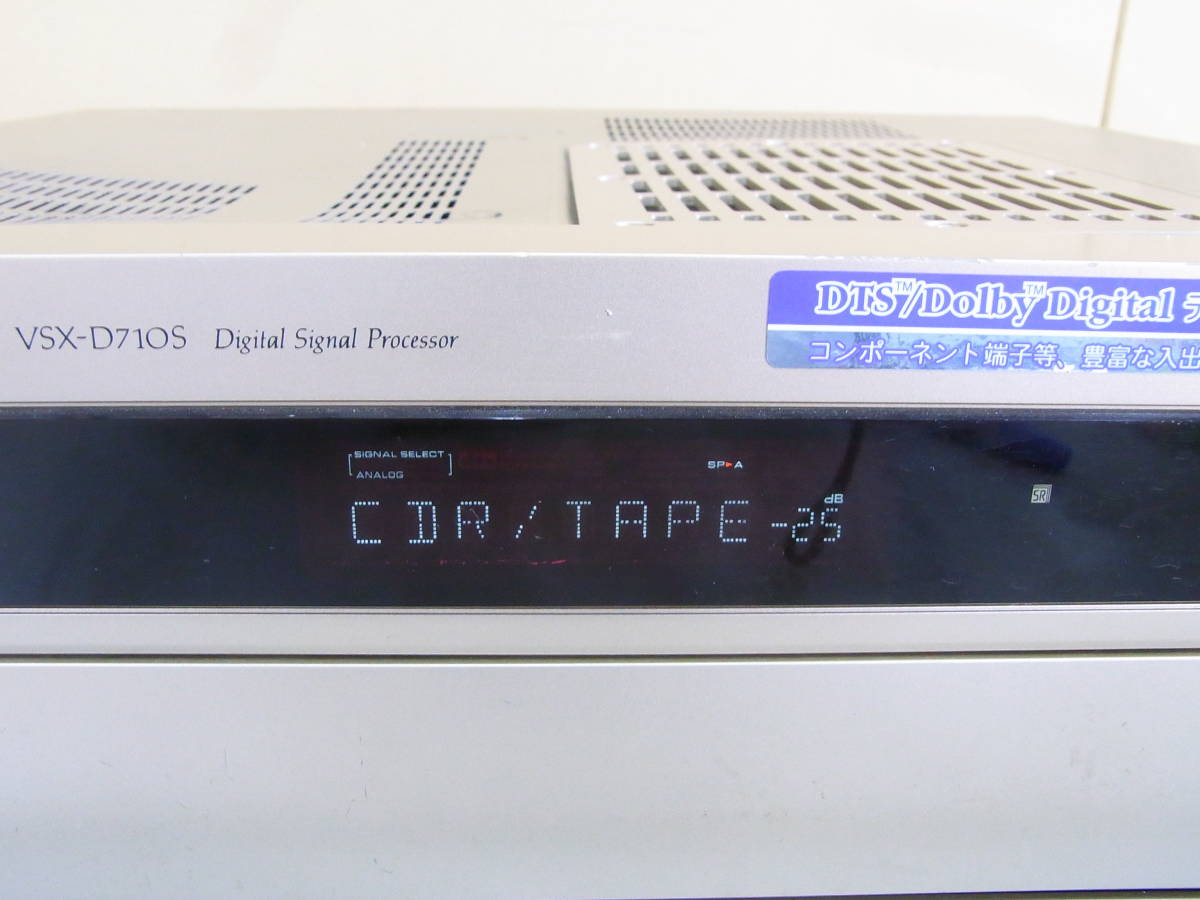 VSX-D710S Digital Signal Processor
DTS™/Dolby™ Digital デ
コンポーネント端子等、豊富な入出
SIGNAL SELECT
ANALOG
SP▶A
CDR/TAPE -25 dB
SR